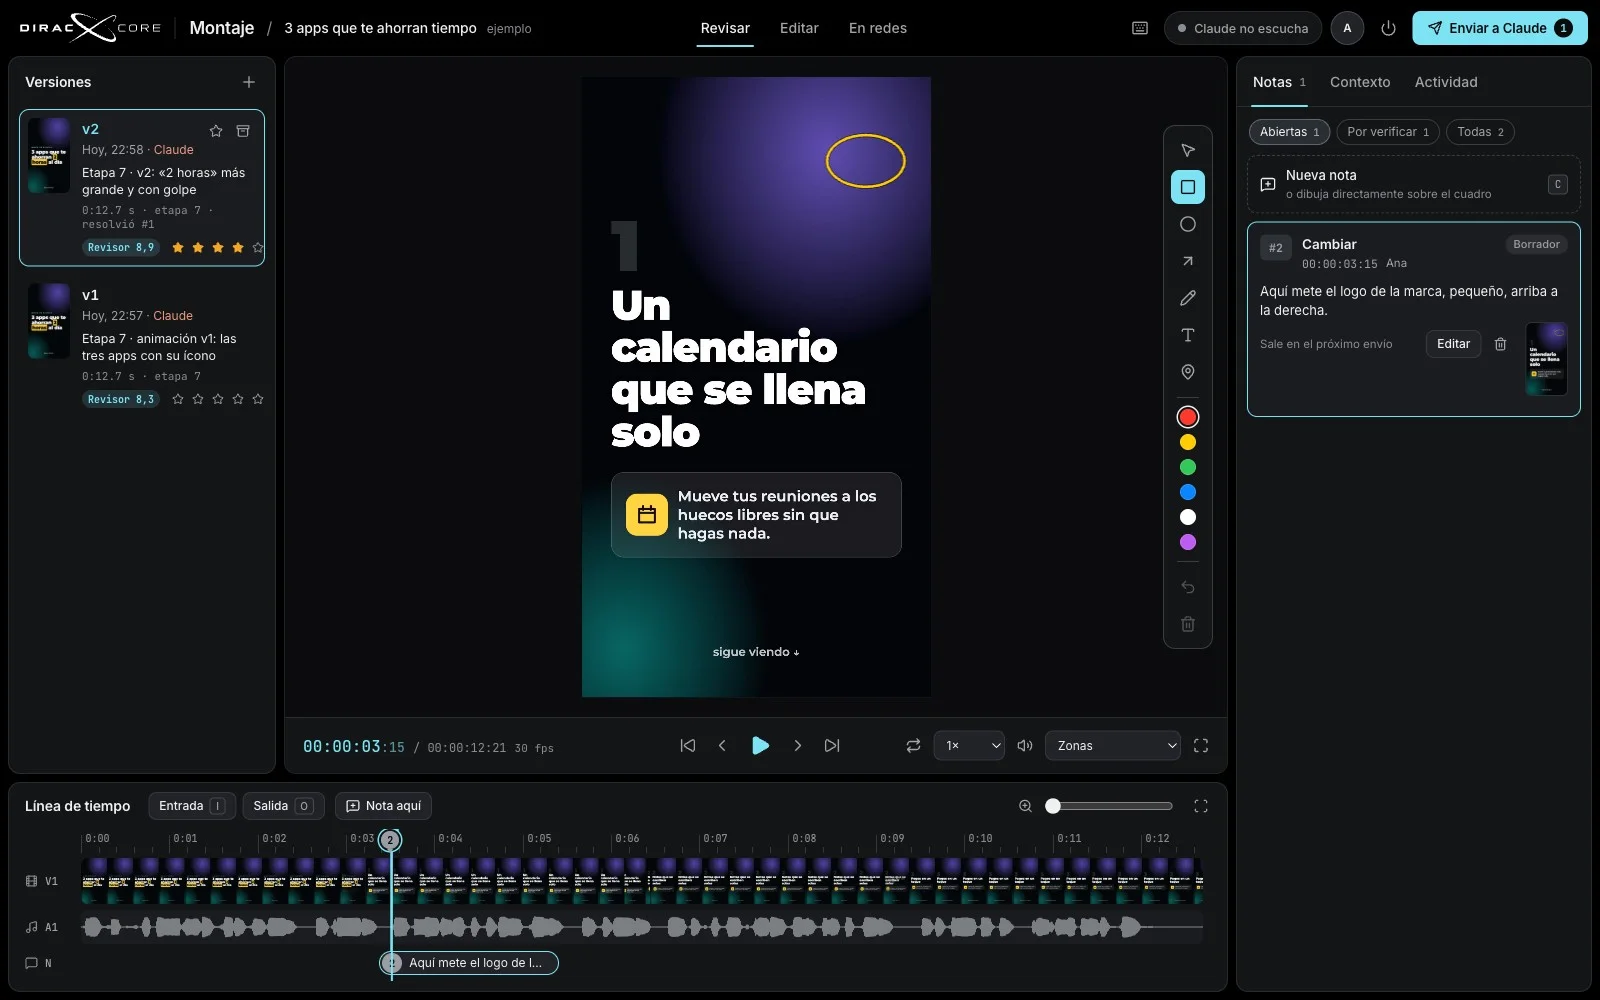 DIRAC CORE
Montaje / 3 apps que te ahorran tiempo ejemplo
Revisar Editar En redes
Claude no escucha
A
Enviar a Claude 1
Versiones
v2
Hoy, 22:58 · Claude
Etapa 7 · v2: «2 horas» más
grande y con golpe
0:12.7 s · etapa 7 ·
resolvió #1
Revisor 8,9
v1
Hoy, 22:57 · Claude
Etapa 7 · animación v1: las
tres apps con su ícono
0:12.7 s · etapa 7
Revisor 8,3
1
Un
calendario
que se llena
solo
Mueve tus reuniones a los
huecos libres sin que
hagas nada.
sigue viendo ↓
00:00:03:15 / 00:00:12:21 30 fps
1×
Zonas
Notas 1 Contexto Actividad
Abiertas 1 Por verificar 1 Todas 2
Nueva nota
o dibuja directamente sobre el cuadro
C
#2 Cambiar Borrador
00:00:03:15 Ana
Aquí mete el logo de la marca, pequeño, arriba a
la derecha.
Sale en el próximo envío Editar
Línea de tiempo Entrada I Salida O Nota aquí
0:00 0:01 0:02 0:03 2 0:04 0:05 0:06 0:07 0:08 0:09 0:10 0:11 0:12
V1
A1
N
Aquí mete el logo de l...